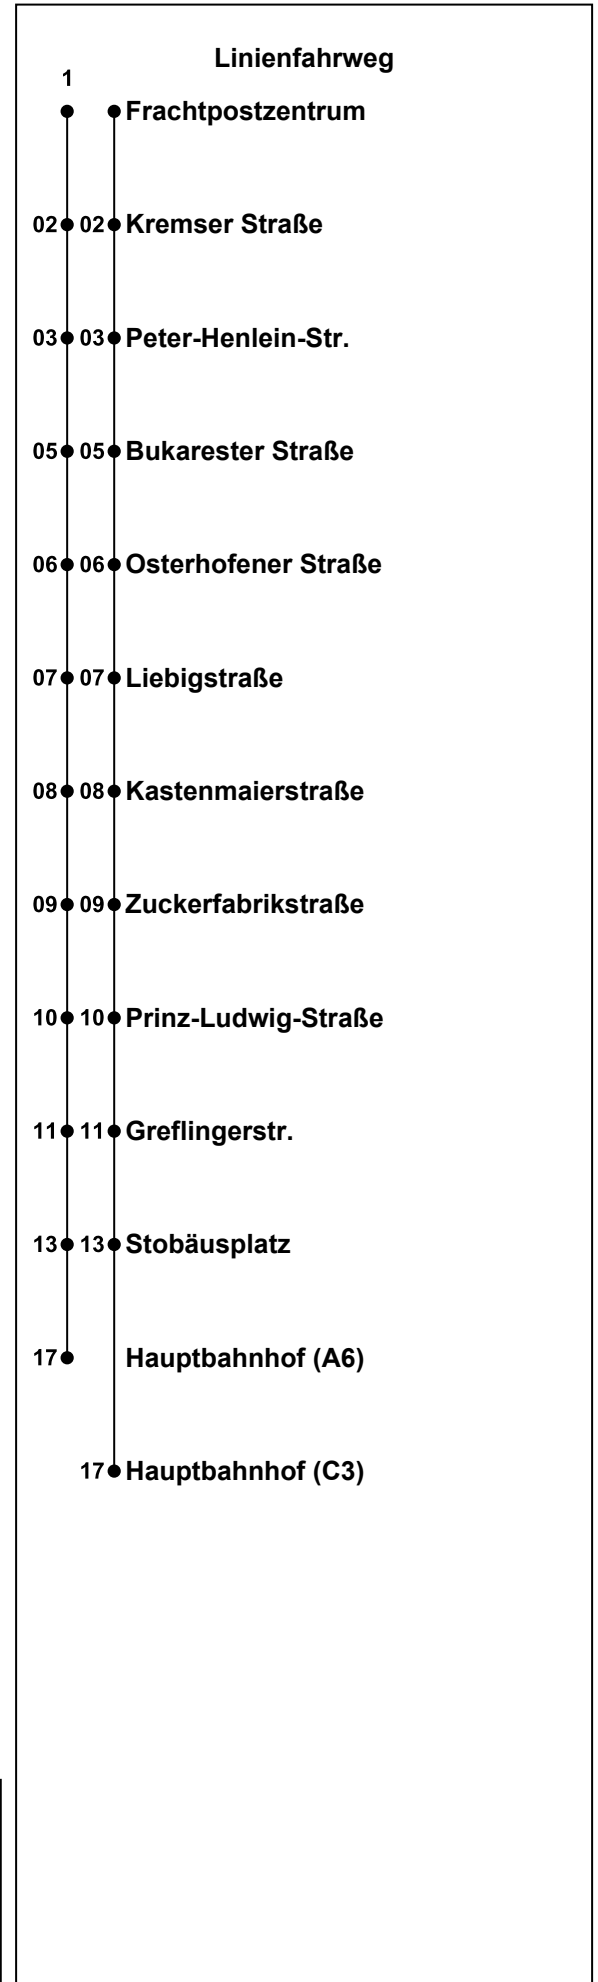 Linienfahrweg
1
Frachtpostzentrum
02 02 Kremser Straße
03 03 Peter-Henlein-Str.
05 05 Bukarester Straße
06 06 Osterhofener Straße
07 07 Liebigstraße
08 08 Kastenmaierstraße
09 09 Zuckerfabrikstraße
10 10 Prinz-Ludwig-Straße
11 11 Greflingerstr.
13 13 Stobäusplatz
17 Hauptbahnhof (A6)
17 Hauptbahnhof (C3)